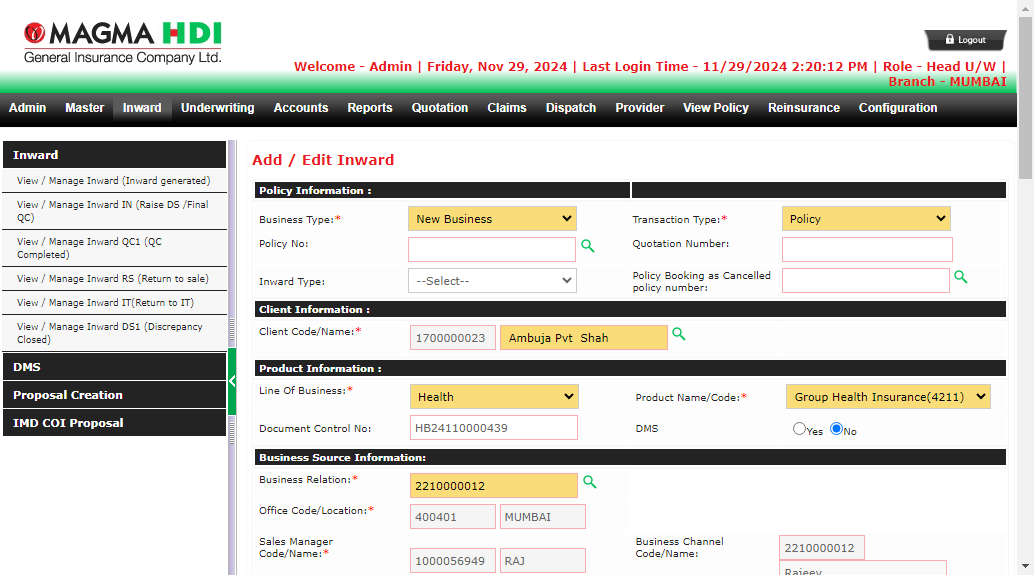 MAGMA HDI
General Insurance Company Ltd.
Logout
Welcome - Admin | Friday, Nov 29, 2024 | Last Login Time - 11/29/2024 2:20:12 PM | Role - Head U/W |
Branch - MUMBAI
Admin Master Inward Underwriting Accounts Reports Quotation Claims Dispatch Provider View Policy Reinsurance Configuration
Inward
View / Manage Inward (Inward generated)
View / Manage Inward IN (Raise DS /Final
QC)
View / Manage Inward QC1 (QC
Completed)
View / Manage Inward RS (Return to sale)
View / Manage Inward IT(Return to IT)
View / Manage Inward DS1 (Discrepancy
Closed)
DMS
Proposal Creation
IMD COI Proposal
Add / Edit Inward
Policy Information :
Business Type:* New Business Transaction Type:* Policy
Policy No: Quotation Number:
Inward Type: --Select-- Policy Booking as Cancelled
policy number:
Client Information :
Client Code/Name:* 1700000023 Ambuja Pvt Shah
Product Information :
Line Of Business:* Health Product Name/Code:* Group Health Insurance(4211)
Document Control No: HB24110000439 DMS Yes No
Business Source Information:
Business Relation:* 2210000012
Office Code/Location:* 400401 MUMBAI
Sales Manager
Code/Name:* 1000056949 RAJ
Business Channel
Code/Name: 2210000012
Rajeev